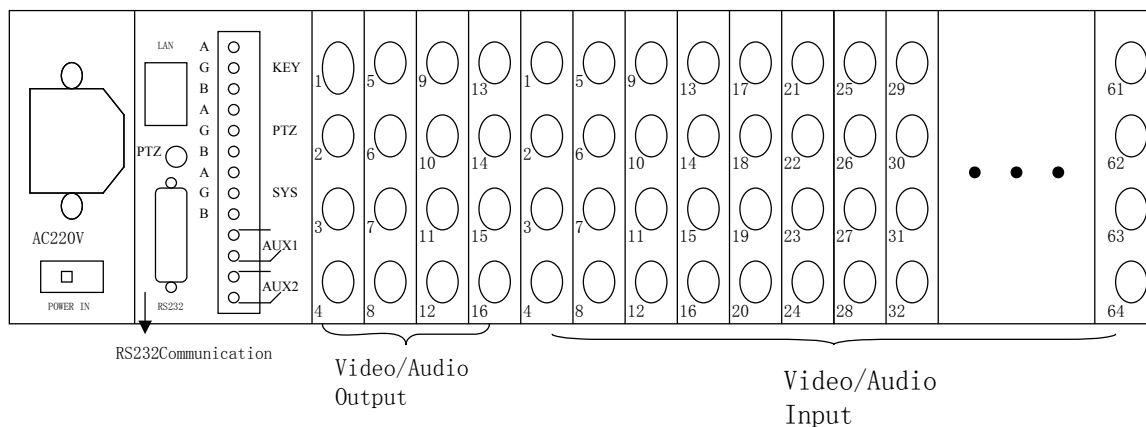 LAN
A
G
B
KEY
A
G
B
PTZ
PTZ
A
G
B
SYS
AUX1
AUX2
AC220V
POWER IN
RS232
RS232Communication
1 5 9 13 1 5 9 13 17 21 25 29 61
2 6 10 14 2 6 10 14 18 22 26 30 62
3 7 11 15 3 7 11 15 19 23 27 31 63
4 8 12 16 4 8 12 16 20 24 28 32 64
Video/Audio
Output
Video/Audio
Input